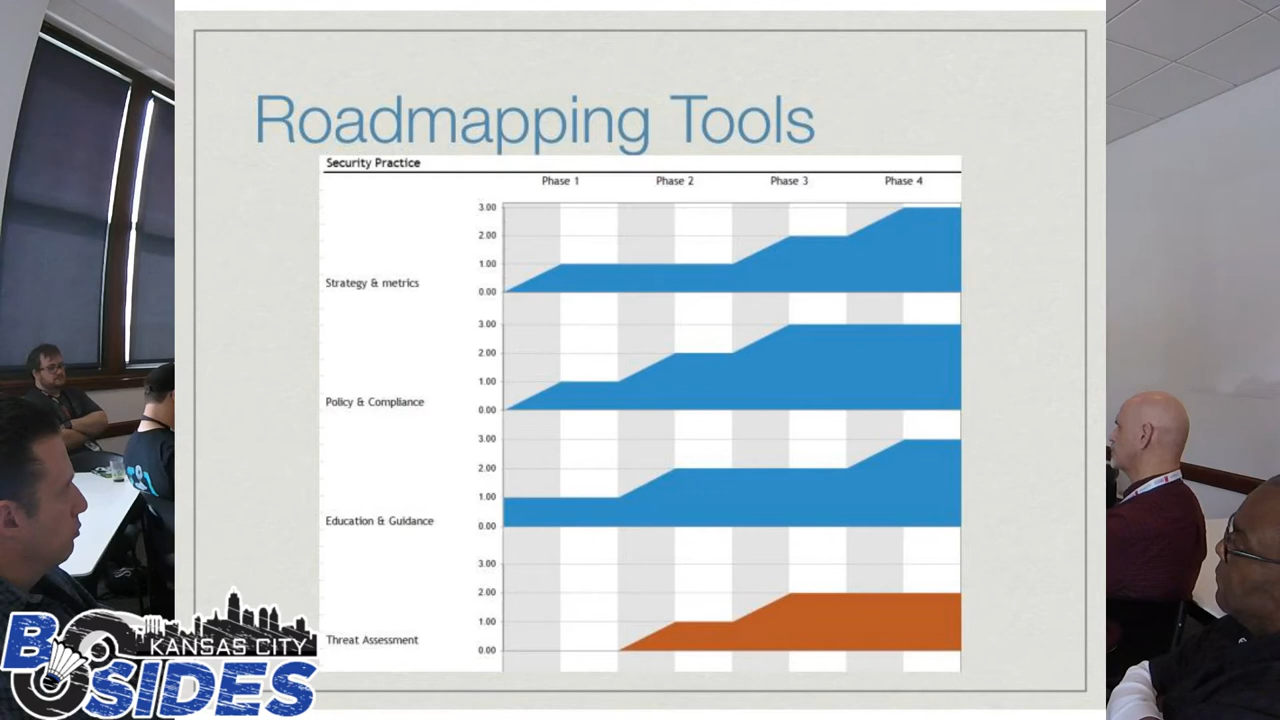 Roadmapping Tools
Security Practice
Phase 1 Phase 2 Phase 3 Phase 4
3.00
2.00
1.00
Strategy & metrics
0.00
3.00
2.00
1.00
Policy & Compliance
0.00
3.00
2.00
1.00
Education & Guidance
0.00
3.00
2.00
1.00
Threat Assessment
0.00
KANSAS CITY
BSIDES